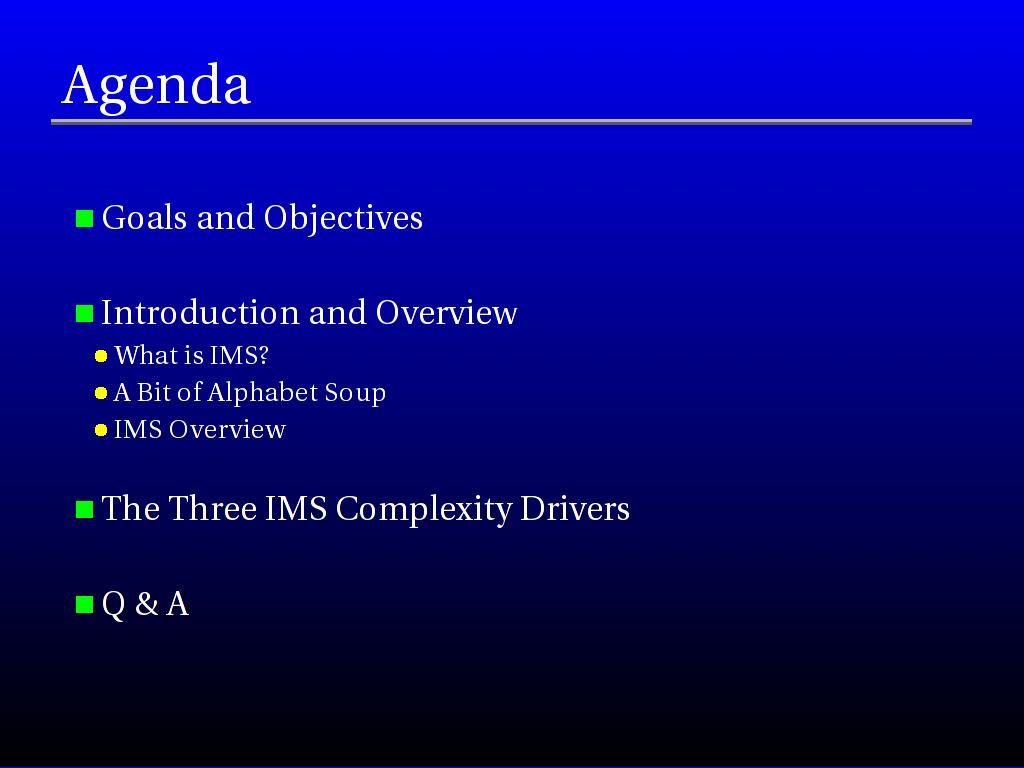 Agenda
Goals and Objectives
Introduction and Overview
What is IMS?
A Bit of Alphabet Soup
IMS Overview
The Three IMS Complexity Drivers
Q & A